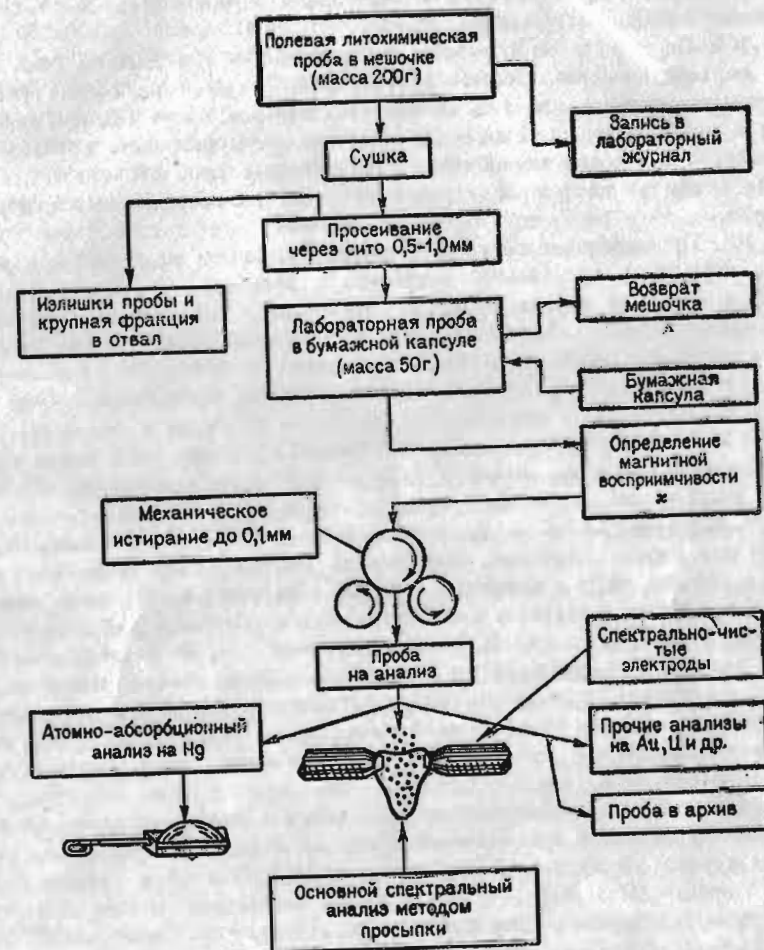 Полевая литохимическая
проба в мешочке
(масса 200г)
Запись в
лабораторный
журнал
Сушка
Просеивание
через сито 0,5-1,0мм
Излишки пробы и
крупная фракция
в отвал
Возврат
мешочка
Лабораторная проба
в бумажной капсуле
(масса 50г)
Бумажная
капсула
Определение
магнитной
восприимчивости
ϰ
Механическое
истирание до 0,1мм
Проба
на анализ
Спектрально-чис-
тые
электроды
Атомно-абсорбционный
анализ на Hg
Прочие анализы
на Au, U и др.
Проба в архив
Основной спектральный
анализ методом
просыпки